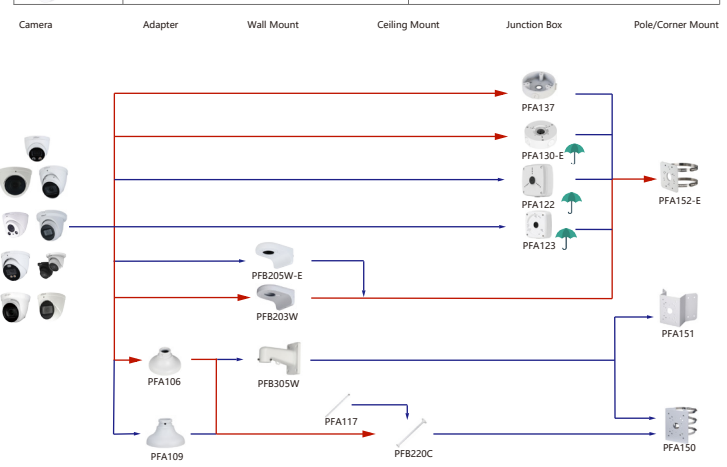 Camera Adapter Wall Mount Ceiling Mount Junction Box Pole/Corner Mount
PFA137
PFA130-E
PFA122
PFA152-E
PFA123
PFB205W-E
PFB203W
PFA151
PFA106
PFB305W
PFA117
PFA109
PFB220C
PFA150